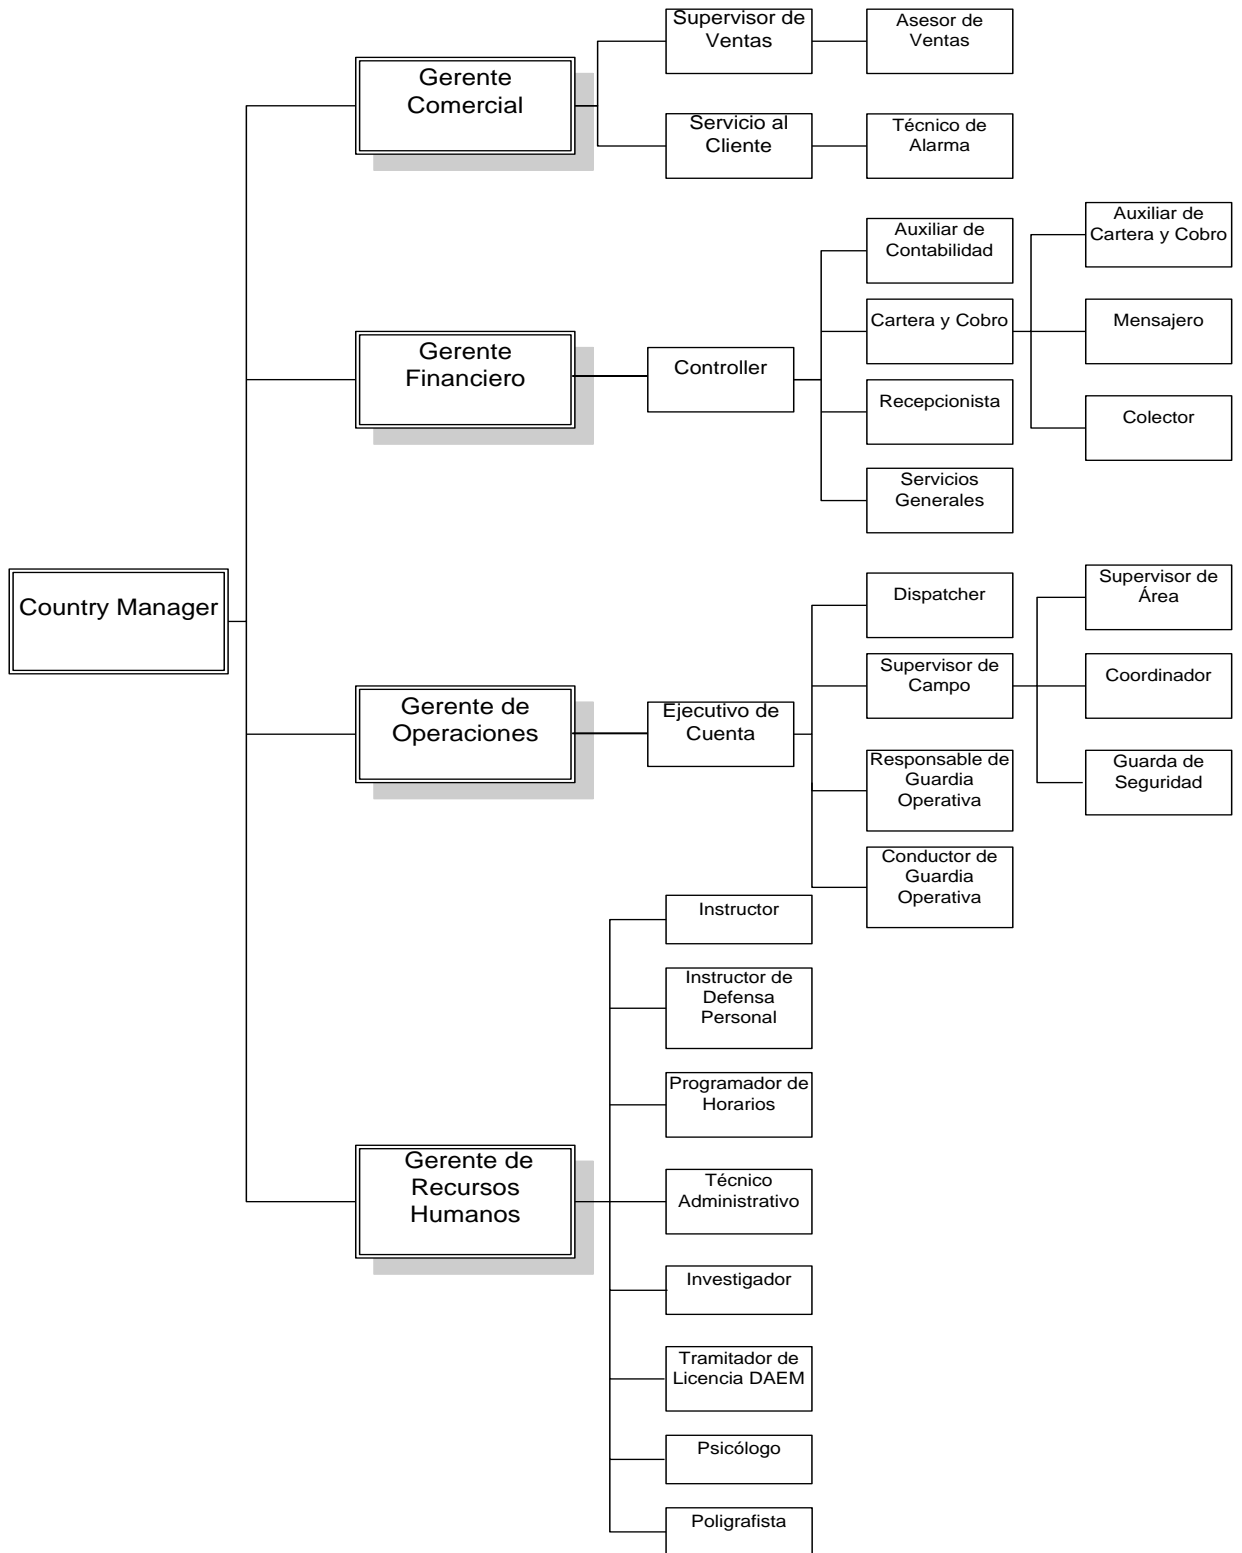 Supervisor de
Ventas
Asesor de
Ventas
Gerente
Comercial
Servicio al
Cliente
Técnico de
Alarma
Auxiliar de
Contabilidad
Auxiliar de
Cartera y Cobro
Cartera y Cobro
Mensajero
Gerente
Financiero
Controller
Recepcionista
Colector
Servicios
Generales
Country Manager
Dispatcher
Supervisor de
Área
Supervisor de
Campo
Coordinador
Gerente de
Operaciones
Ejecutivo de
Cuenta
Responsable de
Guardia
Operativa
Guarda de
Seguridad
Conductor de
Guardia
Operativa
Instructor
Instructor de
Defensa
Personal
Programador de
Horarios
Gerente de
Recursos
Humanos
Técnico
Administrativo
Investigador
Tramitador de
Licencia DAEM
Psicólogo
Poligrafista